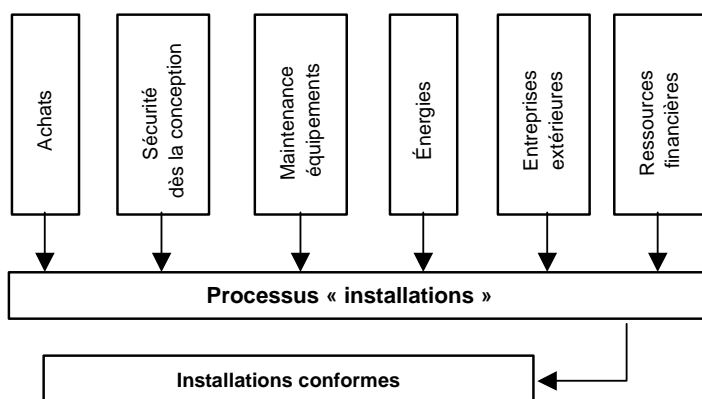 Achats
Sécurité
dès la conception
Maintenance
équipements
Énergies
Entreprises
extérieures
Ressources
financières
Processus « installations »
Installations conformes